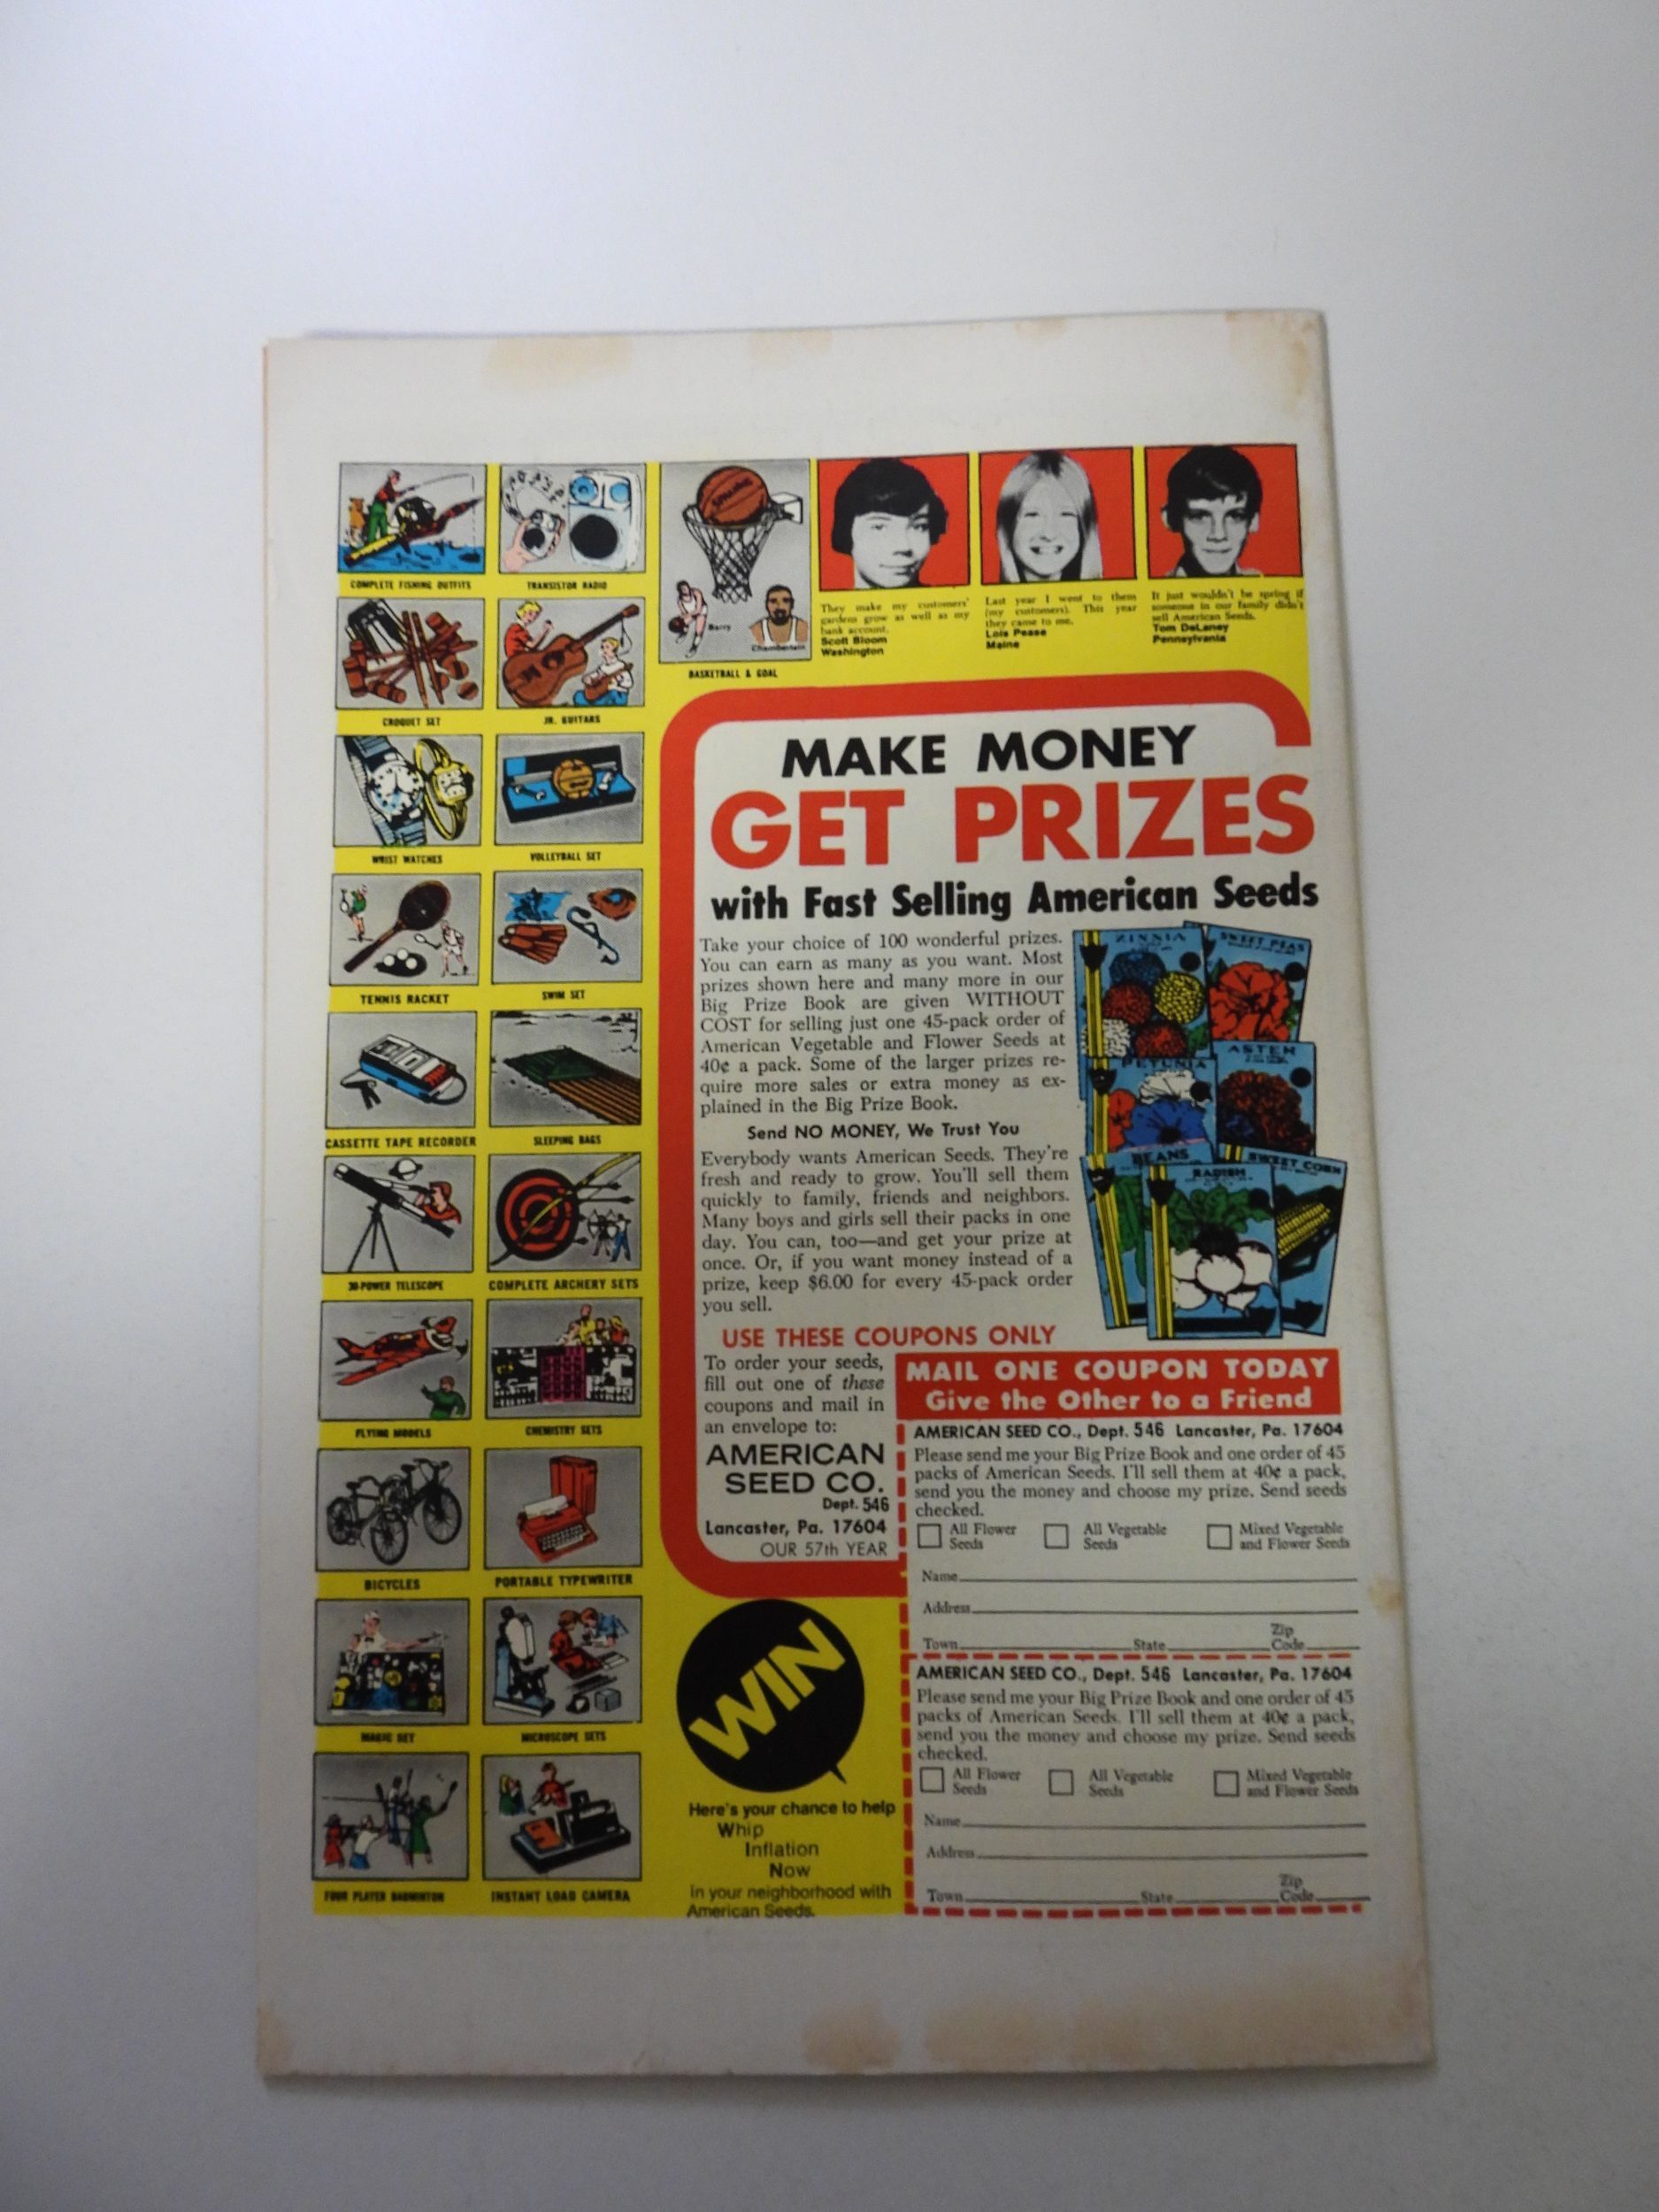 COMPLETE FISHING OUTFITS
TRANSISTOR RADIO
CROQUET SET
JR. GUITARS
WRIST WATCHES
VOLLEYBALL SET
TENNIS RACKET
SWIM SET
CASSETTE TAPE RECORDER
SLEEPING BAGS
30-POWER TELESCOPE
COMPLETE ARCHERY SETS
FLYING MODELS
CHEMISTRY SETS
BICYCLES
PORTABLE TYPEWRITER
MAGIC SET
MICROSCOPE SETS
FOUR PLAYER BADMINTON
INSTANT LOAD CAMERA
SPALDING
Barry
Chamberlain
BASKETBALL & GOAL
They make my customers'
gardens grow as well as my
bank account.
Scott Bloom
Washington
Last year I went to them
(my customers). This year
they came to me.
Lois Pease
Maine
It just wouldn't be spring if
someone in our family didn't
sell American Seeds.
Tom DeLaney
Pennsylvania
MAKE MONEY
GET PRIZES
with Fast Selling American Seeds
Take your choice of 100 wonderful prizes.
You can earn as many as you want. Most
prizes shown here and many more in our
Big Prize Book are given WITHOUT
COST for selling just one 45-pack order of
American Vegetable and Flower Seeds at
40¢ a pack. Some of the larger prizes re-
quire more sales or extra money as ex-
plained in the Big Prize Book.
Send NO MONEY, We Trust You
Everybody wants American Seeds. They're
fresh and ready to grow. You'll sell them
quickly to family, friends and neighbors.
Many boys and girls sell their packs in one
day. You can, too—and get your prize at
once. Or, if you want money instead of a
prize, keep $6.00 for every 45-pack order
you sell.
ZINNIA
SWEET PEAS
PETUNIA
ASTER
BEANS
RADISH
SWEET CORN
USE THESE COUPONS ONLY
To order your seeds,
fill out one of these
coupons and mail in
an envelope to:
AMERICAN
SEED CO.
Dept. 546
Lancaster, Pa. 17604
OUR 57th YEAR
MAIL ONE COUPON TODAY
Give the Other to a Friend
AMERICAN SEED CO., Dept. 546 Lancaster, Pa. 17604
Please send me your Big Prize Book and one order of 45
packs of American Seeds. I'll sell them at 40¢ a pack,
send you the money and choose my prize. Send seeds
checked.
All Flower Seeds All Vegetable Seeds Mixed Vegetable and Flower Seeds
Name
Address
Town State Zip Code
AMERICAN SEED CO., Dept. 546 Lancaster, Pa. 17604
Please send me your Big Prize Book and one order of 45
packs of American Seeds. I'll sell them at 40¢ a pack,
send you the money and choose my prize. Send seeds
checked.
All Flower Seeds All Vegetable Seeds Mixed Vegetable and Flower Seeds
Name
Address
Town State Zip Code
WIN
Here's your chance to help
Whip
Inflation
Now
in your neighborhood with
American Seeds.